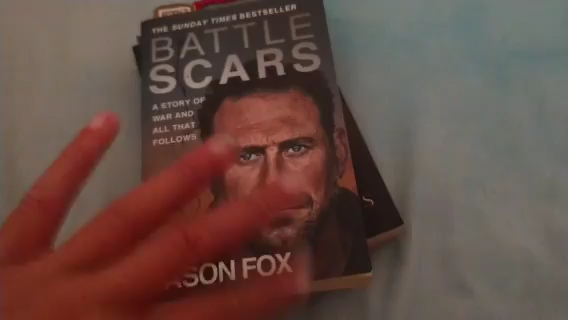 THE SUNDAY TIMES BESTSELLER
BATTLE
SCARS
A STORY OF
WAR AND
ALL THAT
FOLLOWS
ASON FOX